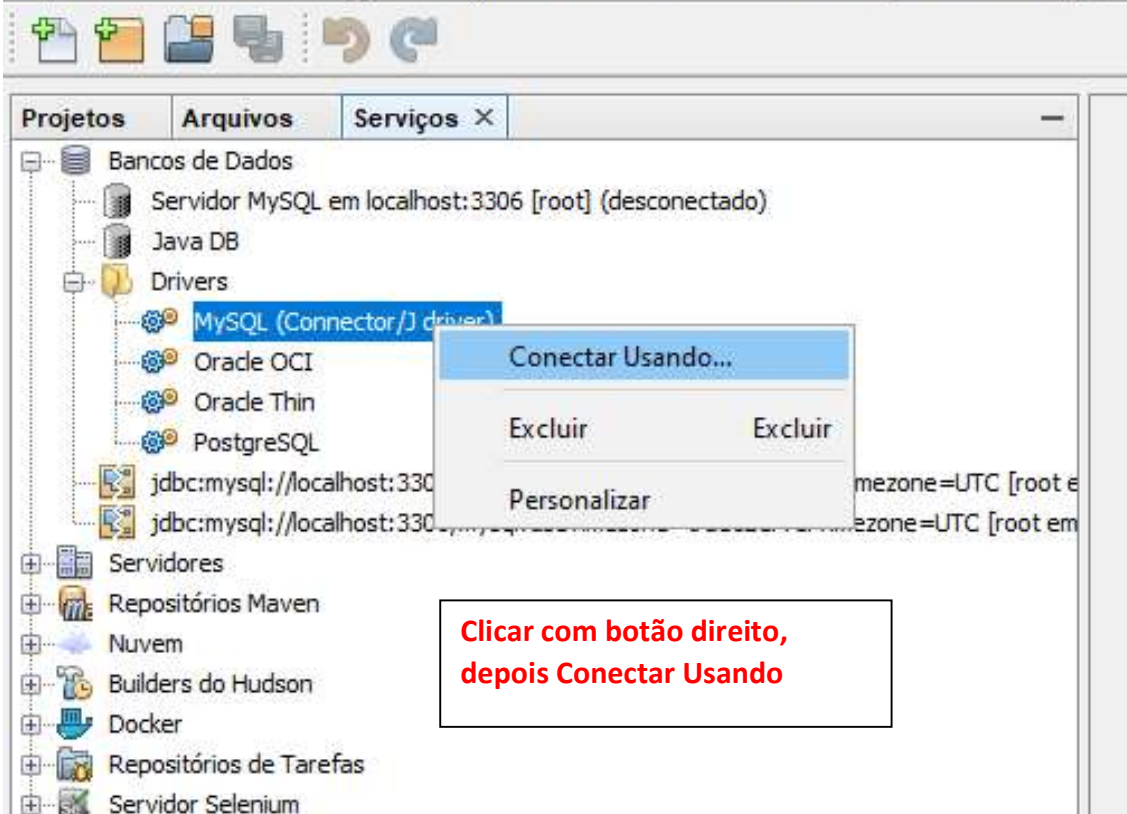 Projetos Arquivos Serviços ×
Bancos de Dados
Servidor MySQL em localhost:3306 [root] (desconectado)
Java DB
Drivers
MySQL (Connector/J driver)
Conectar Usando...
Oracle OCI
Oracle Thin
Excluir Excluir
PostgreSQL
jdbc:mysql://localhost:330 mezone=UTC [root e
Personalizar
jdbc:mysql://localhost:330 mezone=UTC [root em
Servidores
Repositórios Maven
Clicar com botão direito,
Nuvem
depois Conectar Usando
Builders do Hudson
Docker
Repositórios de Tarefas
Servidor Selenium